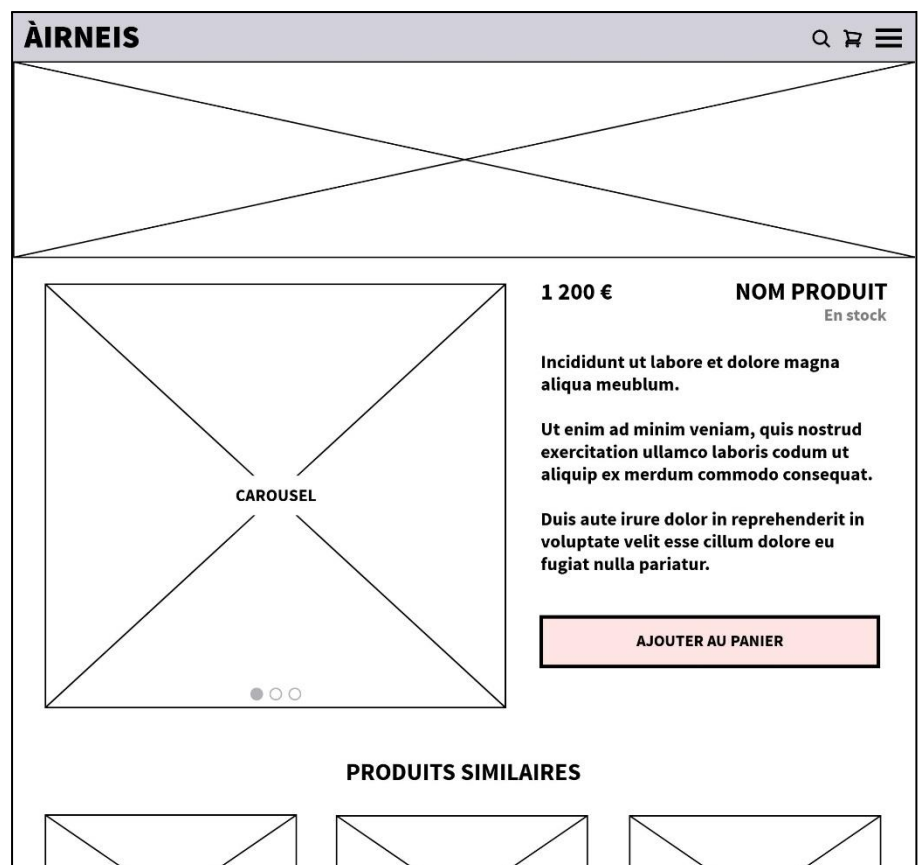 ÀIRNEIS
1 200 €
NOM PRODUIT
En stock
Incididunt ut labore et dolore magna
aliqua meublum.
Ut enim ad minim veniam, quis nostrud
exercitation ullamco laboris codum ut
aliquip ex merdum commodo consequat.
Duis aute irure dolor in reprehenderit in
voluptate velit esse cillum dolore eu
fugiat nulla pariatur.
CAROUSEL
AJOUTER AU PANIER
PRODUITS SIMILAIRES